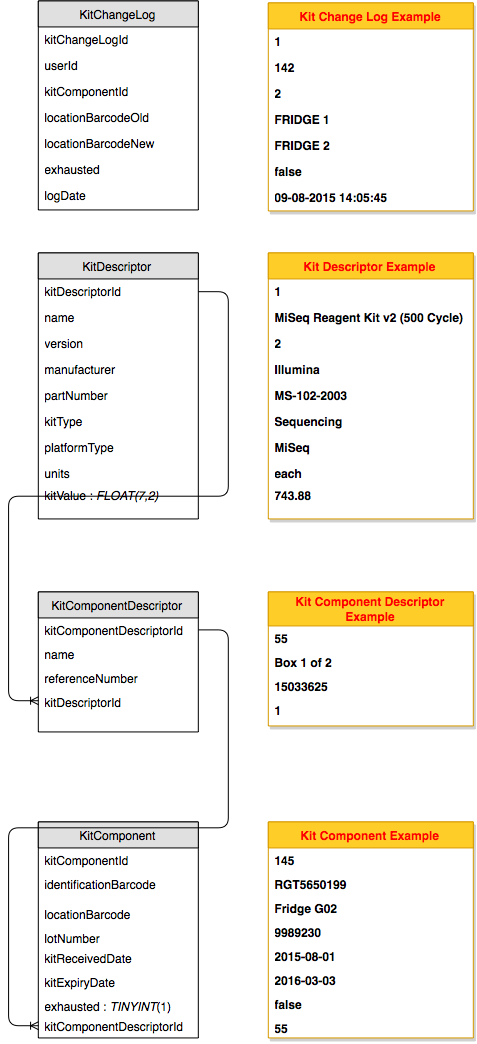 KitChangeLog
kitChangeLogId
userId
kitComponentId
locationBarcodeOld
locationBarcodeNew
exhausted
logDate
Kit Change Log Example
1
142
2
FRIDGE 1
FRIDGE 2
false
09-08-2015 14:05:45
KitDescriptor
kitDescriptorId
name
version
manufacturer
partNumber
kitType
platformType
units
kitValue : FLOAT(7,2)
Kit Descriptor Example
1
MiSeq Reagent Kit v2 (500 Cycle)
2
Illumina
MS-102-2003
Sequencing
MiSeq
each
743.88
KitComponentDescriptor
kitComponentDescriptorId
name
referenceNumber
kitDescriptorId
Kit Component Descriptor
Example
55
Box 1 of 2
15033625
1
KitComponent
kitComponentId
identificationBarcode
locationBarcode
lotNumber
kitReceivedDate
kitExpiryDate
exhausted : TINYINT(1)
kitComponentDescriptorId
Kit Component Example
145
RGT5650199
Fridge G02
9989230
2015-08-01
2016-03-03
false
55